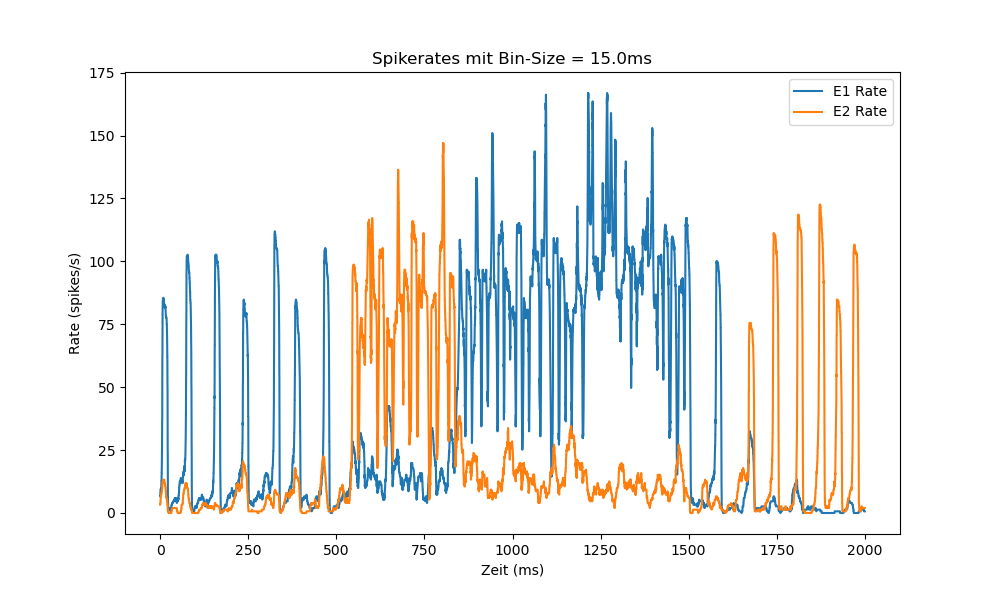 Spikerates mit Bin-Size = 15.0ms
E1 Rate
E2 Rate
Rate (spikes/s)
175
150
125
100
75
50
25
0
0 250 500 750 1000 1250 1500 1750 2000
Zeit (ms)